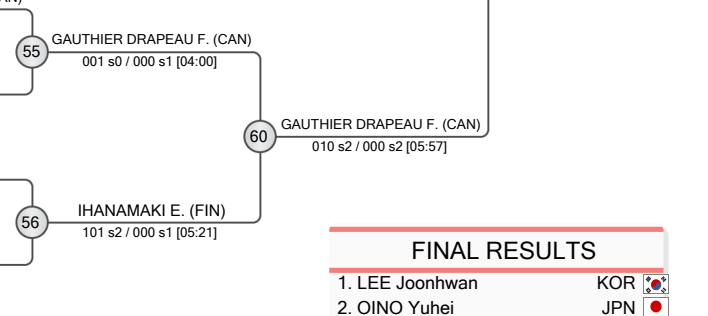 55
GAUTHIER DRAPEAU F. (CAN)
001 s0 / 000 s1 [04:00]
60
GAUTHIER DRAPEAU F. (CAN)
010 s2 / 000 s2 [05:57]
56
IHANAMAKI E. (FIN)
101 s2 / 000 s1 [05:21]
FINAL RESULTS
1. LEE Joonhwan KOR
2. OINO Yuhei JPN